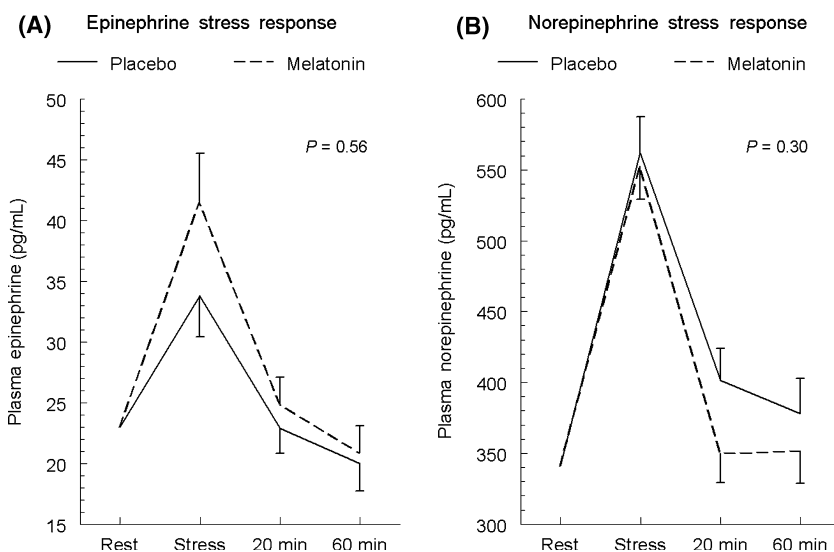 (A) Epinephrine stress response
Placebo Melatonin
50
45
40
35
30
25
20
15
P = 0.56
Plasma epinephrine (pg/mL)
Rest Stress 20 min 60 min
(B) Norepinephrine stress response
Placebo Melatonin
600
550
500
450
400
350
300
P = 0.30
Plasma norepinephrine (pg/mL)
Rest Stress 20 min 60 min